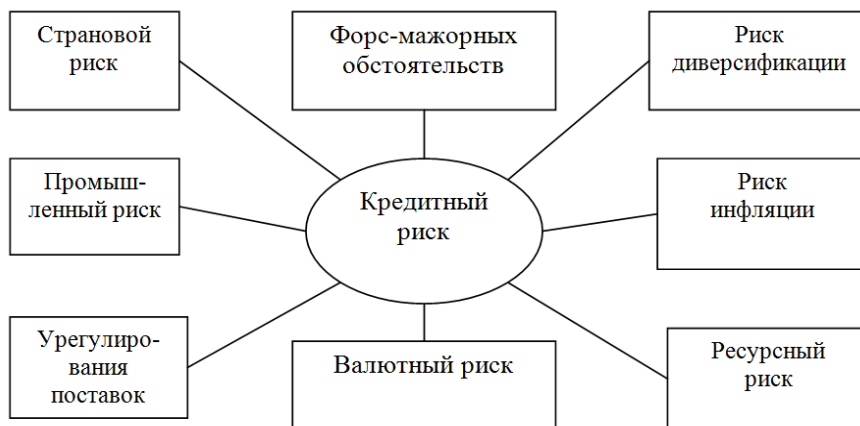 Страновой
риск
Форс-мажорных
обстоятельств
Риск
диверсификации
Промыш-
ленный риск
Кредитный
риск
Риск
инфляции
Урегулиро-
вания
поставок
Валютный риск
Ресурсный
риск